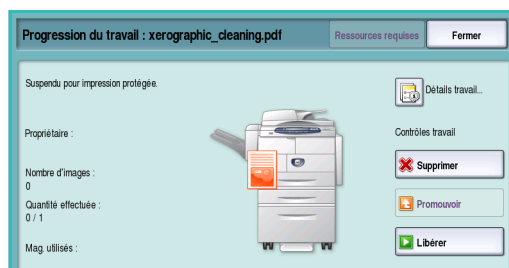 Progression du travail : xerographic_cleaning.pdf
Ressources requises
Fermer
Suspendu pour impression protégée.
Détails travail...
Propriétaire :
Contrôles travail
Supprimer
Nombre d'images :
0
Promouvoir
Quantité effectuée :
0 / 1
Libérer
Mag. utilisés :